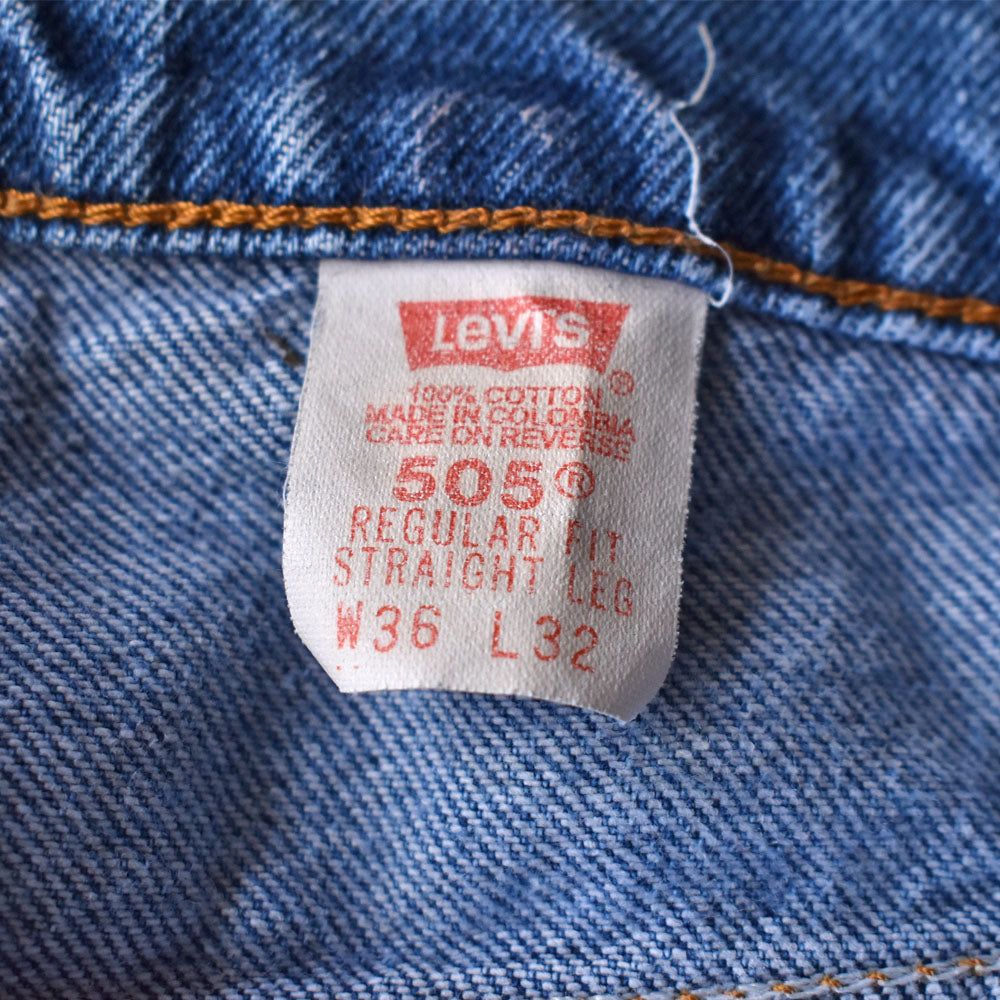 Levi's
®
100% COTTON
MADE IN COLOMBIA
CARE ON REVERSE
505®
REGULAR FIT
STRAIGHT LEG
W36 L32